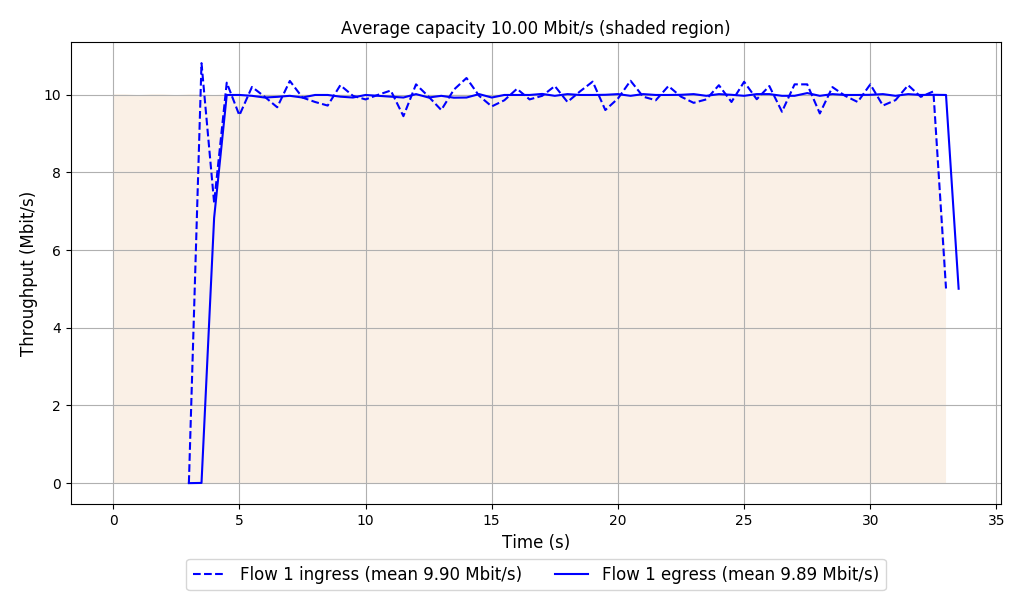 Average capacity 10.00 Mbit/s (shaded region)
Throughput (Mbit/s)
10
8
6
4
2
0
0 5 10 15 20 25 30 35
Time (s)
Flow 1 ingress (mean 9.90 Mbit/s) Flow 1 egress (mean 9.89 Mbit/s)